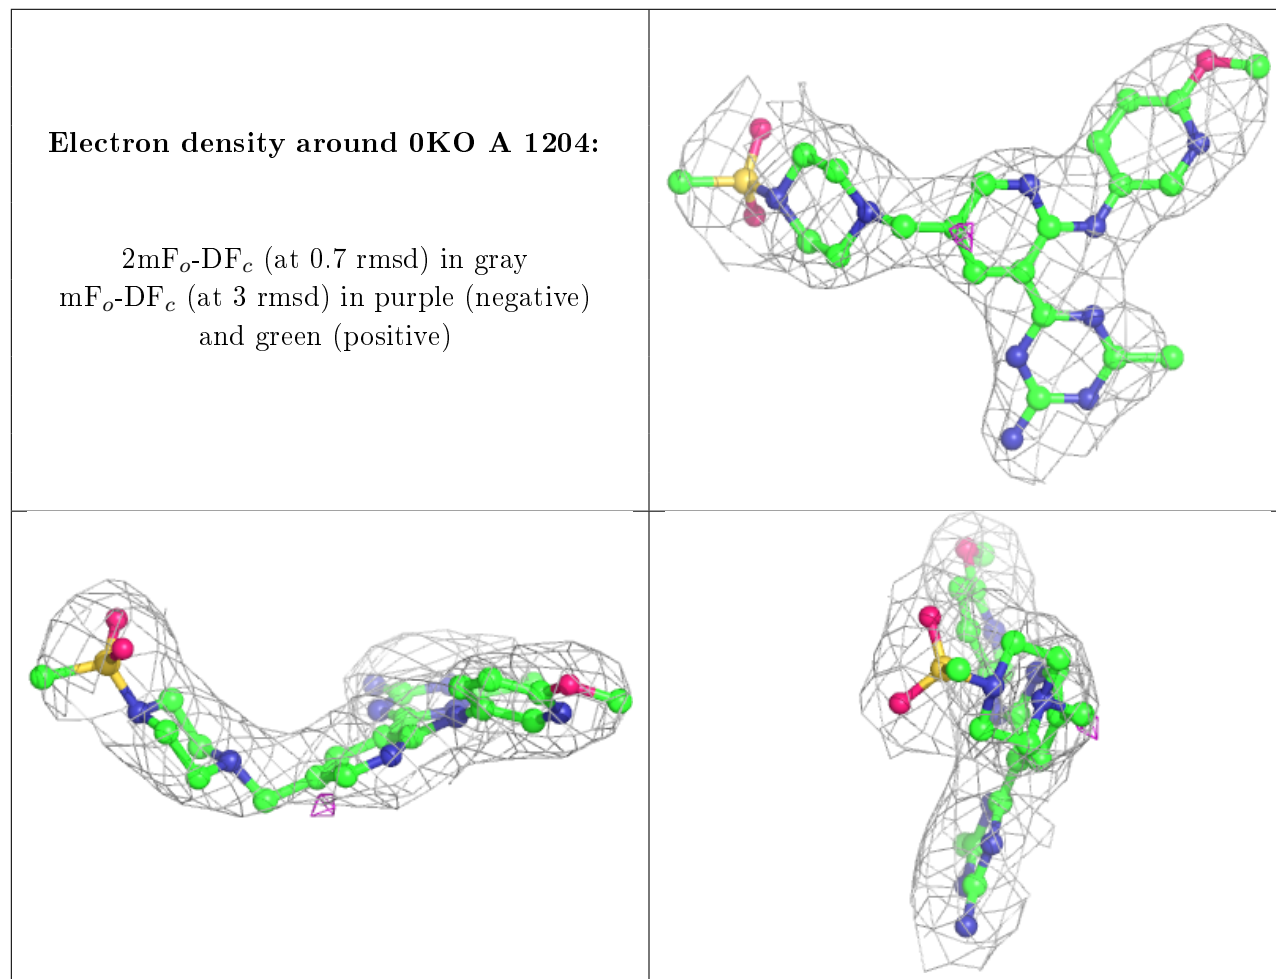 Electron density around 0KO A 1204:
2mFₒ-DF𝒸 (at 0.7 rmsd) in gray
mFₒ-DF𝒸 (at 3 rmsd) in purple (negative)
and green (positive)